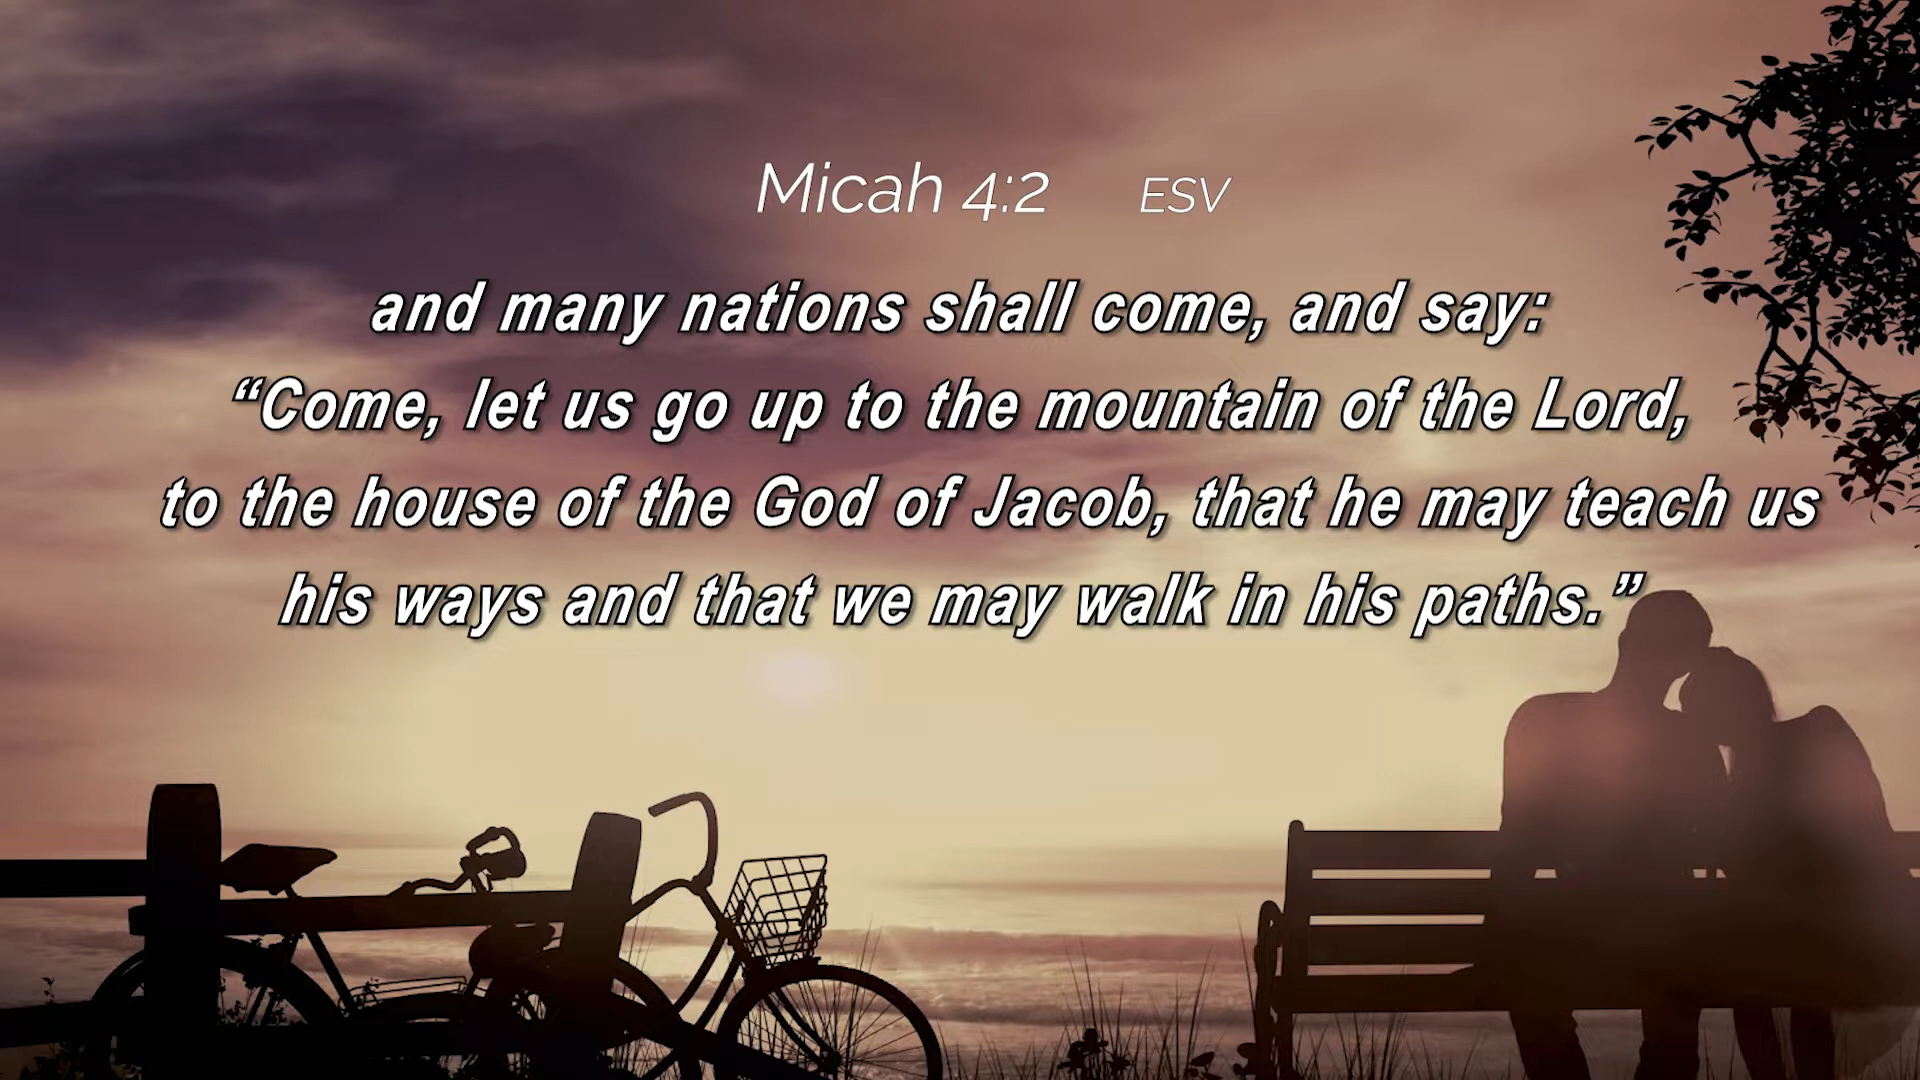 Micah 4:2 ESV
and many nations shall come, and say:
“Come, let us go up to the mountain of the Lord,
to the house of the God of Jacob, that he may teach us
his ways and that we may walk in his paths.”